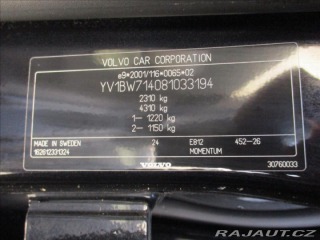 VOLVO CAR CORPORATION
e9*2001/116*0065*02
YV1BW714081033194
2310 kg
4310 kg
1- 1220 kg
2- 1150 kg
MADE IN SWEDEN 24 E812 452-26
162612331324 MOMENTUM
VOLVO 30760033
RAJAUT.CZ